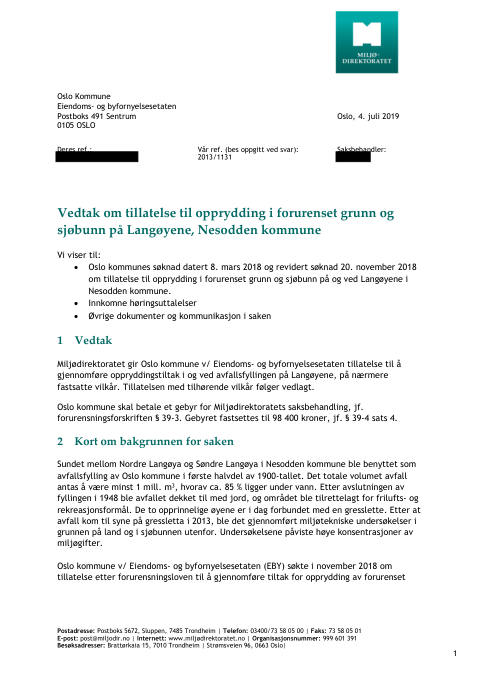 MILJØ-
DIREKTORATET
Oslo Kommune
Eiendoms- og byfornyelsesetaten
Postboks 491 Sentrum
0105 OSLO
Oslo, 4. juli 2019
Deres ref.:
Vår ref. (bes oppgitt ved svar):
2013/1131
Saksbehandler:
Vedtak om tillatelse til opprydding i forurenset grunn og
sjøbunn på Langøyene, Nesodden kommune
Vi viser til:
• Oslo kommunes søknad datert 8. mars 2018 og revidert søknad 20. november 2018
om tillatelse til opprydding i forurenset grunn og sjøbunn på og ved Langøyene i
Nesodden kommune.
• Innkomne høringsuttalelser
• Øvrige dokumenter og kommunikasjon i saken
1 Vedtak
Miljødirektoratet gir Oslo kommune v/ Eiendoms- og byfornyelsesetaten tillatelse til å
gjennomføre oppryddingstiltak i og ved avfallsfyllingen på Langøyene, på nærmere
fastsatte vilkår. Tillatelsen med tilhørende vilkår følger vedlagt.
Oslo kommune skal betale et gebyr for Miljødirektoratets saksbehandling, jf.
forurensningsforskriften § 39-3. Gebyret fastsettes til 98 400 kroner, jf. § 39-4 sats 4.
2 Kort om bakgrunnen for saken
Sundet mellom Nordre Langøya og Søndre Langøya i Nesodden kommune ble benyttet som
avfallsfylling av Oslo kommune i første halvdel av 1900-tallet. Det totale volumet avfall
antas å være minst 1 mill. m³, hvorav ca. 85 % ligger under vann. Etter avslutningen av
fyllingen i 1948 ble avfallet dekket til med jord, og området ble tilrettelagt for frilufts- og
rekreasjonsformål. De to opprinnelige øyene er i dag forbundet med en gresslette. Etter at
avfall kom til syne på gressletta i 2013, ble det gjennomført miljøtekniske undersøkelser i
grunnen på land og i sjøbunnen utenfor. Undersøkelsene påviste høye konsentrasjoner av
miljøgifter.
Oslo kommune v/ Eiendoms- og byfornyelsesetaten (EBY) søkte i november 2018 om
tillatelse etter forurensningsloven til å gjennomføre tiltak for opprydding av forurenset
Postadresse: Postboks 5672, Sluppen, 7485 Trondheim | Telefon: 03400/73 58 05 00 | Faks: 73 58 05 01
E-post: post@miljodir.no | Internett: www.miljødirektoratet.no | Organisasjonsnummer: 999 601 391
Besøksadresser: Brattørkaia 15, 7010 Trondheim | Strømsveien 96, 0663 Oslo|
1